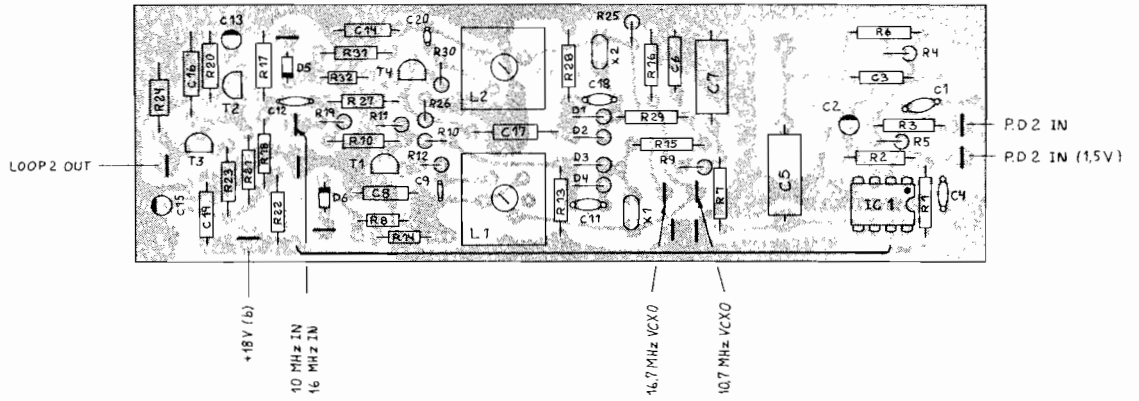 C13
C20
R25
R6
C14
R30
R31
T4
R32
R4
C16
R20
R17
D5
R28
X2
R16
C6
C7
C3
R24
T2
L2
C18
C1
C12
R27
R26
D1
R29
C2
R3
P.D 2 IN
R19
R11
C17
D2
R5
R10
R10
R15
LOOP 2 OUT
T3
R18
R21
T1
R12
D3
R9
R2
P.D 2 IN (1,5V)
R23
C9
D4
C5
C15
C19
R22
D6
C8
R13
C11
X1
R7
IC1
R1
C4
R8
L1
R14
+18V (b)
10 MHz IN
16 MHz IN
16.7 MHz VCXO
10,7 MHz VCXO